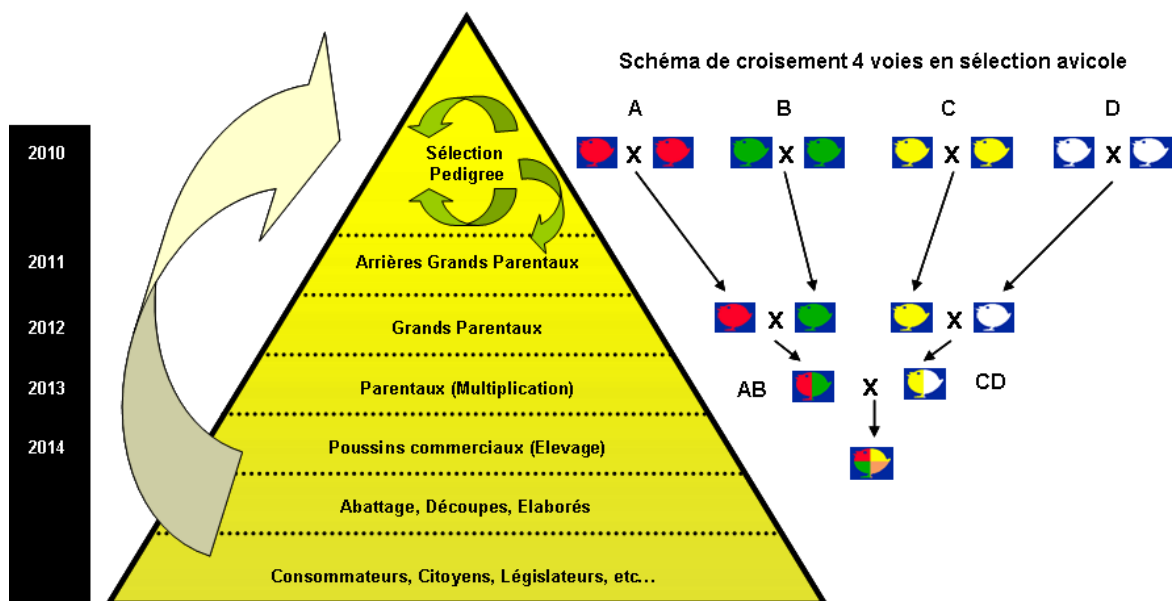 Schéma de croisement 4 voies en sélection avicole
A B C D
2010
Sélection
Pedigree
X X X X
2011
Arrières Grands Parentaux
2012
Grands Parentaux
X X
2013
Parentaux (Multiplication)
AB X CD
2014
Poussins commerciaux (Elevage)
Abattage, Découpes, Elaborés
Consommateurs, Citoyens, Législateurs, etc...